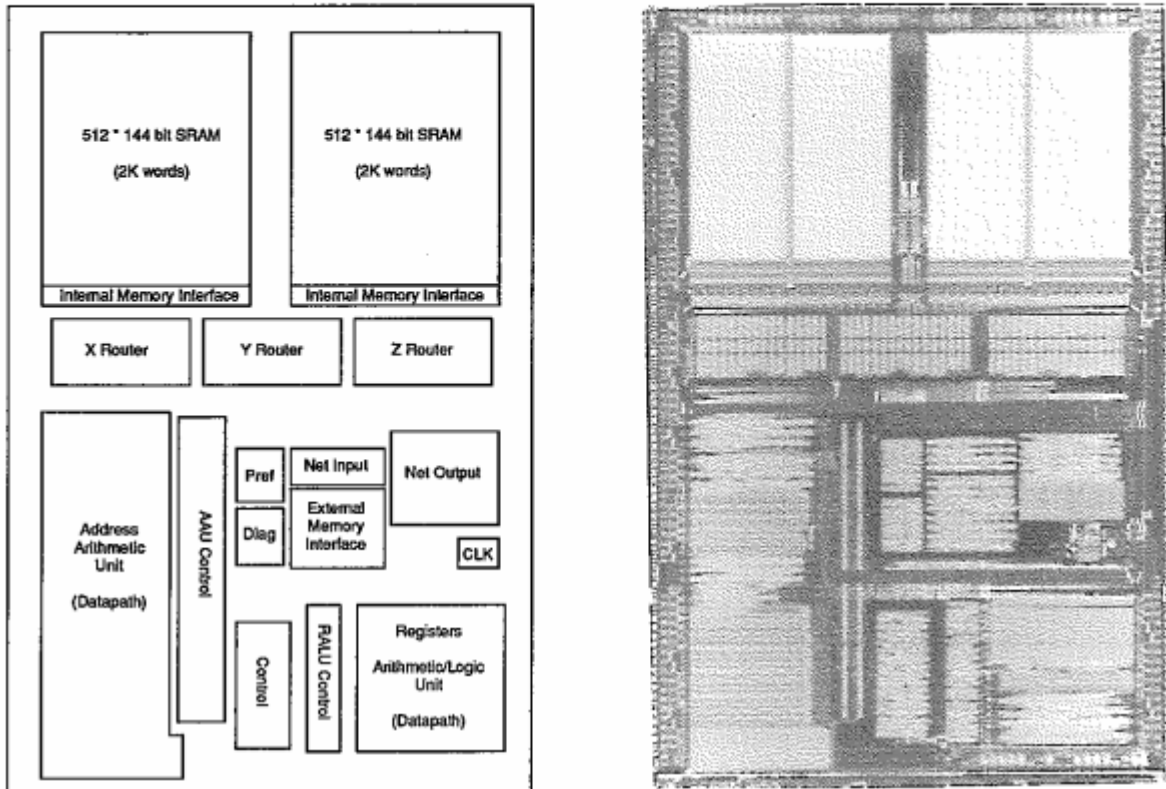 512 * 144 bit SRAM
(2K words)
Internal Memory Interface
512 * 144 bit SRAM
(2K words)
Internal Memory Interface
X Router
Y Router
Z Router
Address
Arithmetic
Unit
(Datapath)
AAU Control
Pref
Diag
Net Input
External
Memory
Interface
Net Output
CLK
Control
RALU Control
Registers
Arithmetic/Logic
Unit
(Datapath)